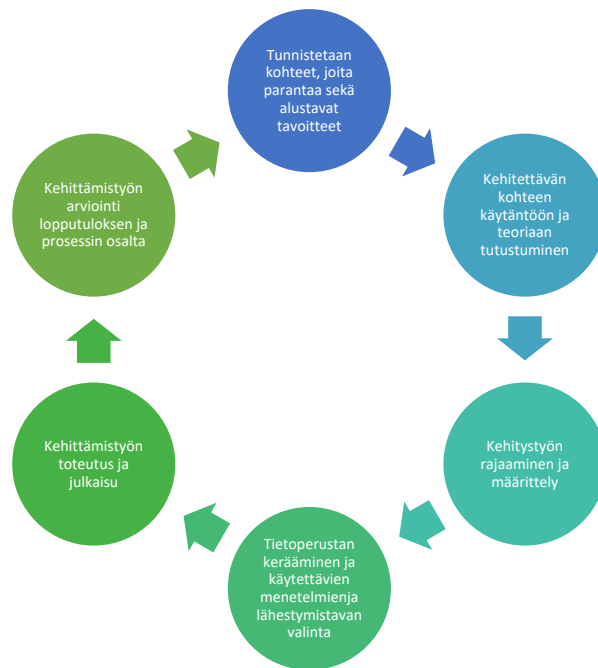 Tunnistetaan
kohteet, joita
parantaa sekä
alustavat
tavoitteet
Kehitettävän
kohteen
käytäntöön ja
teoriaan
tutustuminen
Kehitystyön
rajaaminen ja
määrittely
Tietoperustan
kerääminen ja
käytettävien
menetelmienja
lähestymistavan
valinta
Kehittämistyön
toteutus ja
julkaisu
Kehittämistyön
arviointi
lopputuloksen ja
prosessin osalta